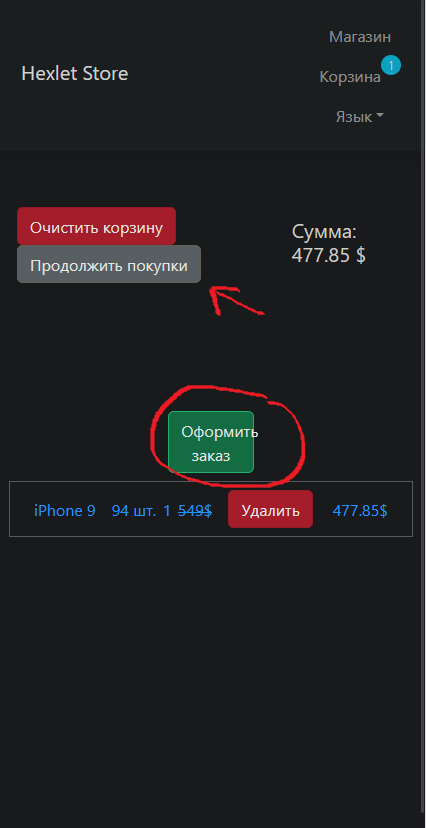 Магазин
Hexlet Store
Корзина 1
Язык
Очистить корзину
Продолжить покупки
Сумма:
477.85 $
Оформить
заказ
iPhone 9 94 шт. 1 549$ Удалить 477.85$